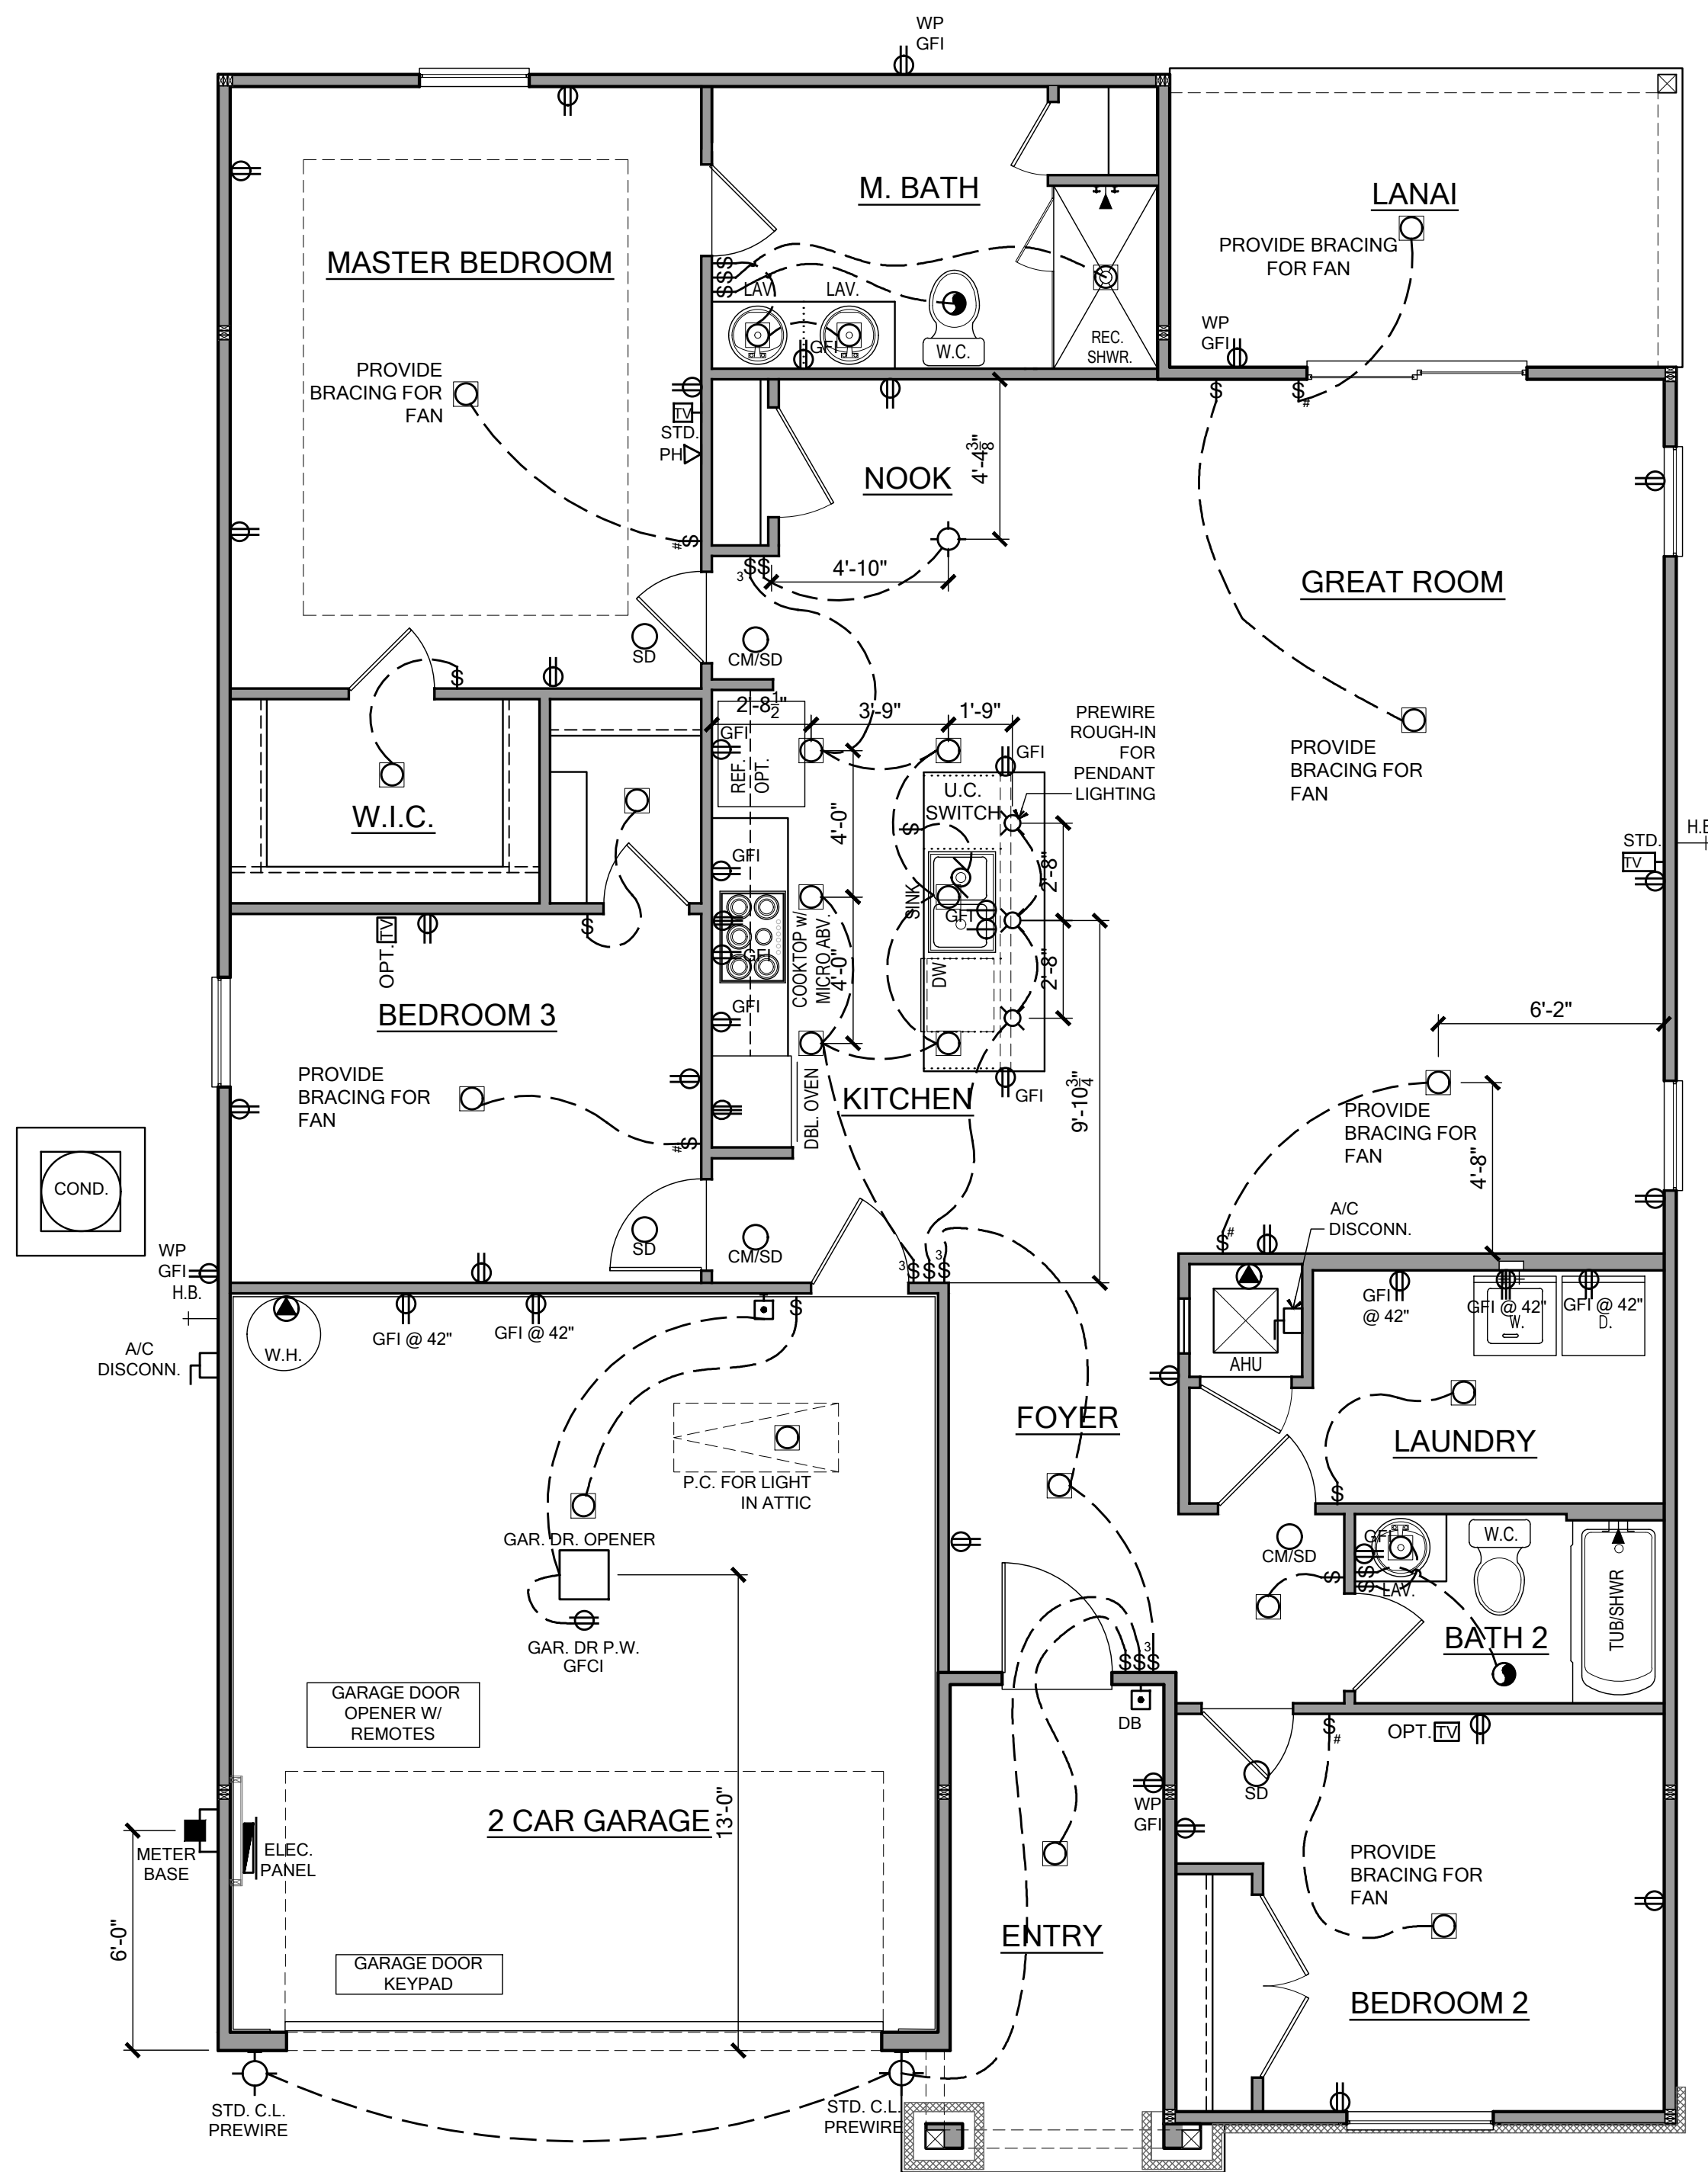 WP
GFI
M. BATH
LANAI
PROVIDE BRACING
FOR FAN
MASTER BEDROOM
$$$
LAV.
LAV.
GFI
W.C.
REC.
SHWR.
WP
GFI
$
$#
PROVIDE
BRACING FOR
FAN
TV
STD.
PH
NOOK
4'-4 3/8"
#$
3$$
4'-10"
GREAT ROOM
SD
CM/SD
$
2'-8 1/2"
3'-9"
1'-9"
PREWIRE
ROUGH-IN
FOR
PENDANT
LIGHTING
PROVIDE
BRACING FOR
FAN
GFI
REF.
OPT.
GFI
U.C.
SWITCH
$
W.I.C.
4'-0"
2'-8"
H.B.
STD.
TV
GFI
SINK
GFI
GFI
COOKTOP w/
MICRO ABV.
4'-0"
2'-8"
DW
GFI
OPT.
TV
$
BEDROOM 3
6'-2"
PROVIDE
BRACING FOR
FAN
#$
DBL. OVEN
KITCHEN
GFI
9'-10 3/4"
PROVIDE
BRACING FOR
FAN
4'-8"
COND.
SD
CM/SD
3$$3$
$#
A/C
DISCONN.
WP
GFI
H.B.
A/C
DISCONN.
W.H.
GFI @ 42"
GFI @ 42"
$
AHU
GFI
@ 42"
GFI @ 42"
W.
GFI @ 42"
D.
FOYER
LAUNDRY
$
P.C. FOR LIGHT
IN ATTIC
GAR. DR. OPENER
GAR. DR P.W.
GFCI
CM/SD
$
GFI
$
$
LAV.
W.C.
TUB/SHWR
BATH 2
$$3$
DB
GARAGE DOOR
OPENER W/
REMOTES
$#
OPT.
TV
SD
WP
GFI
2 CAR GARAGE
13'-0"
METER
BASE
ELEC.
PANEL
6'-0"
PROVIDE
BRACING FOR
FAN
ENTRY
GARAGE DOOR
KEYPAD
BEDROOM 2
STD. C.L.
PREWIRE
STD. C.L.
PREWIRE